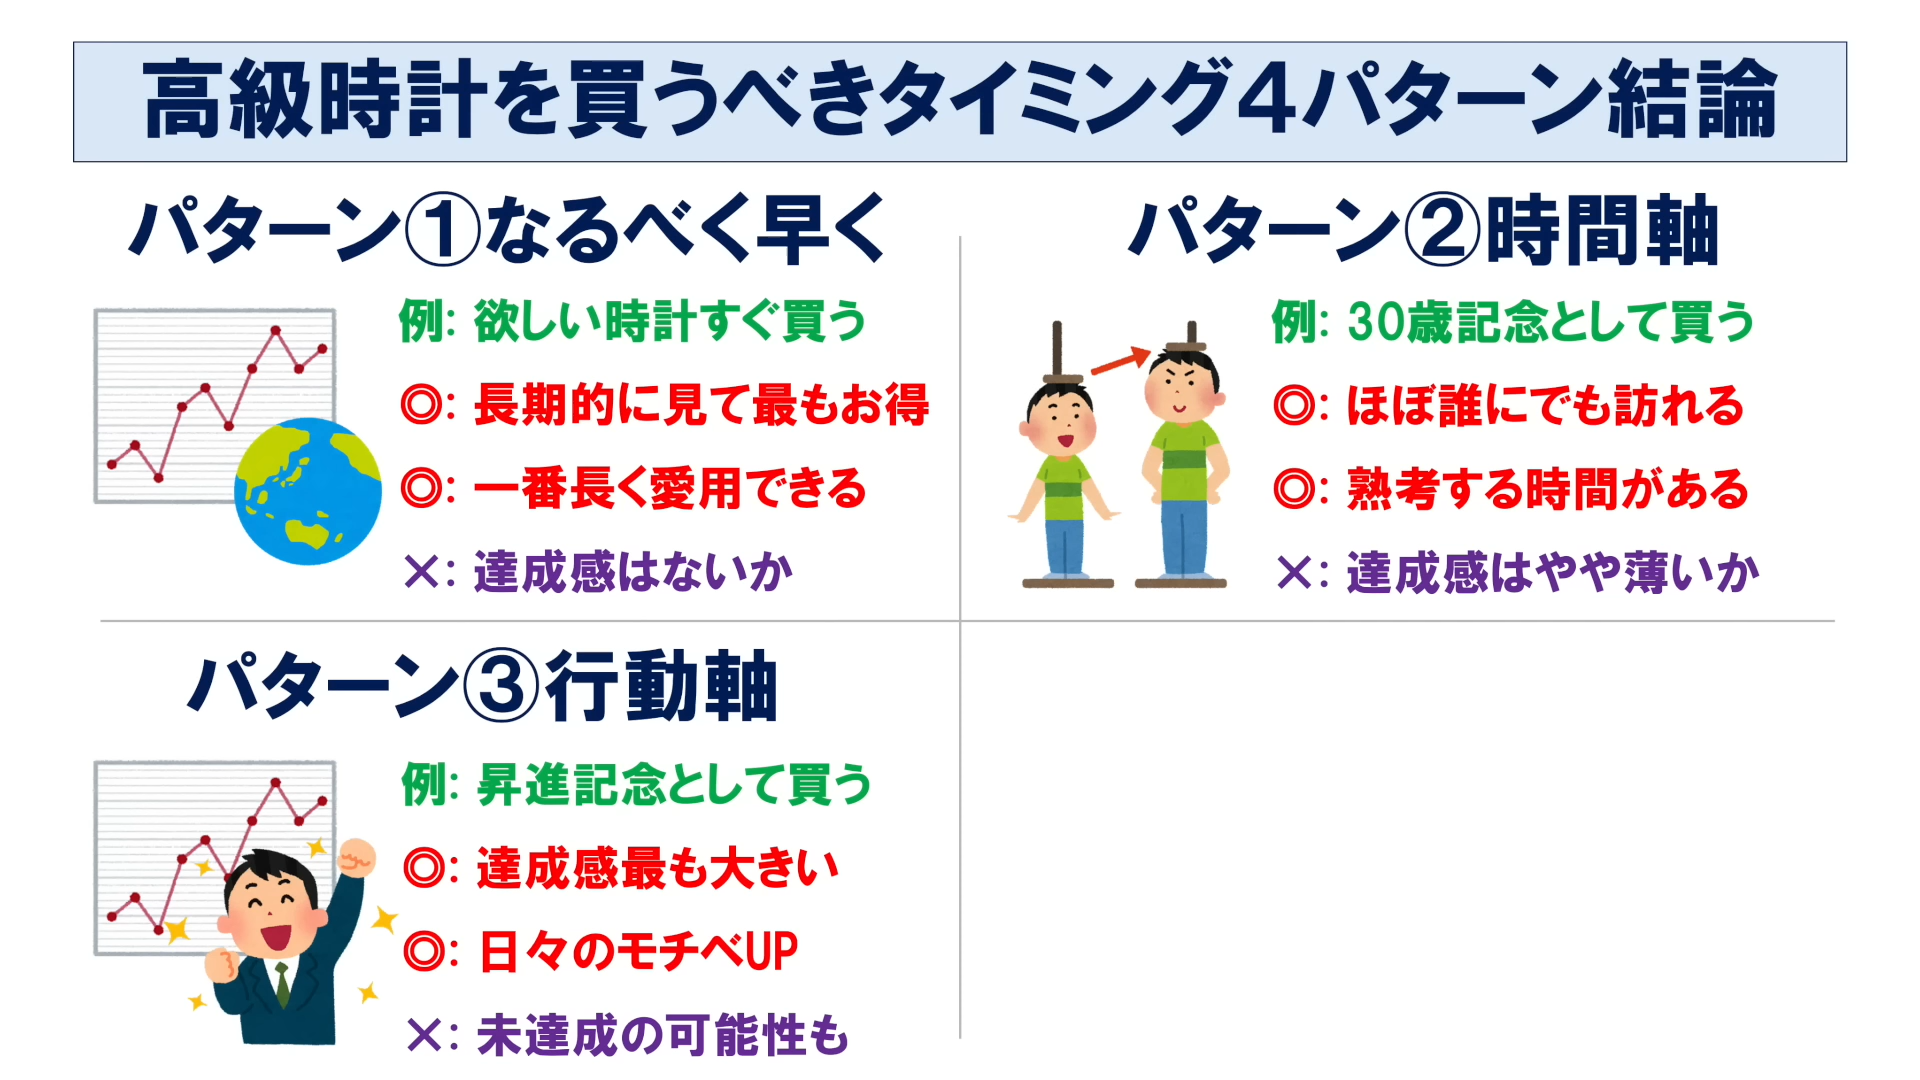 高級時計を買うべきタイミング4パターン結論
パターン①なるべく早く
例: 欲しい時計すぐ買う
◎: 長期的に見て最もお得
◎: 一番長く愛用できる
×: 達成感はないか
パターン②時間軸
例: 30歳記念として買う
◎: ほぼ誰にでも訪れる
◎: 熟考する時間がある
×: 達成感はやや薄いか
パターン③行動軸
例: 昇進記念として買う
◎: 達成感最も大きい
◎: 日々のモチベUP
×: 未達成の可能性も